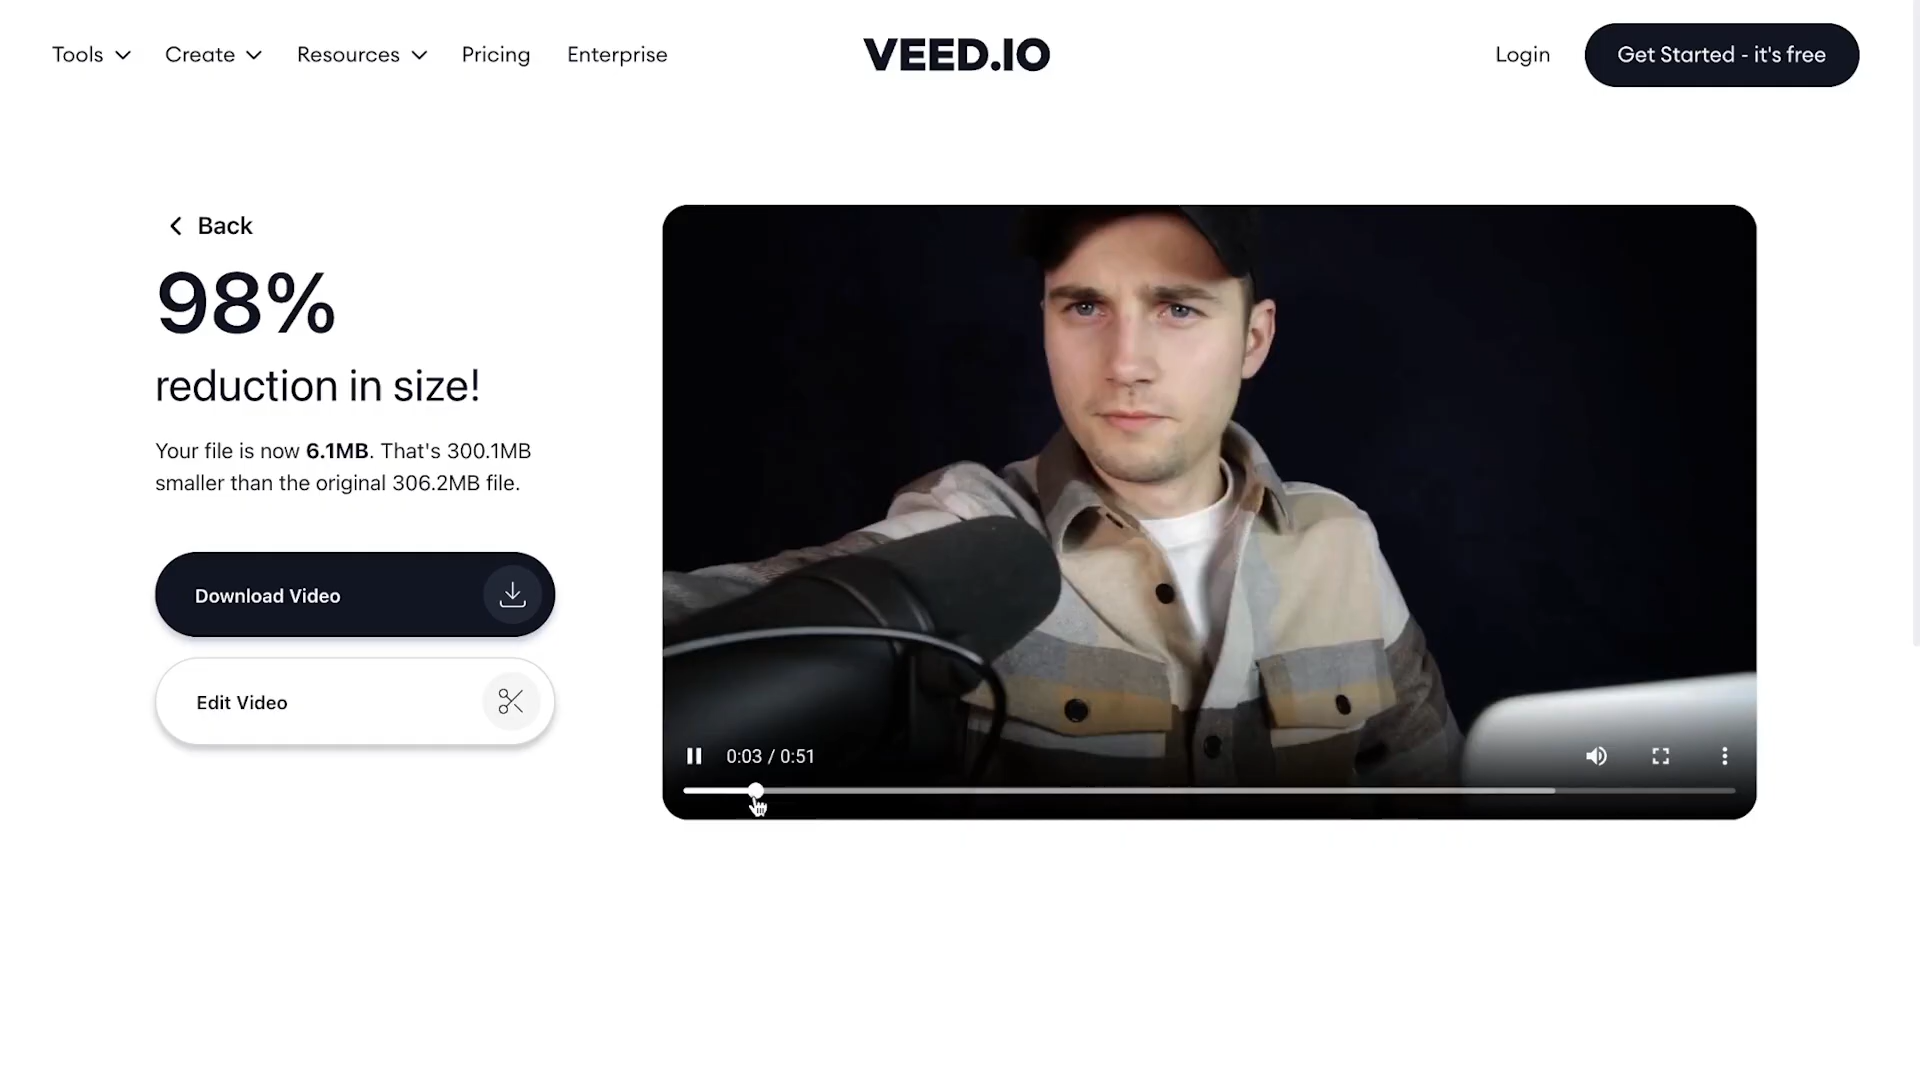 Tools
Create
Resources
Pricing
Enterprise
VEED.IO
Login
Get Started - it's free
Back
98%
reduction in size!
Your file is now 6.1MB. That's 300.1MB
smaller than the original 306.2MB file.
Download Video
Edit Video
0:03 / 0:51